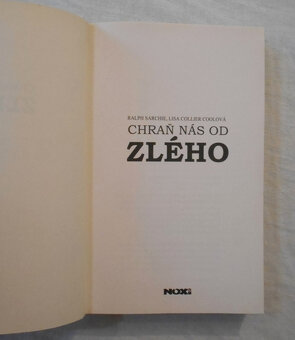 RALPH SARCHIE, LISA COLLIER COOLOVÁ
CHRAŇ NÁS OD
ZLÉHO
NOXI